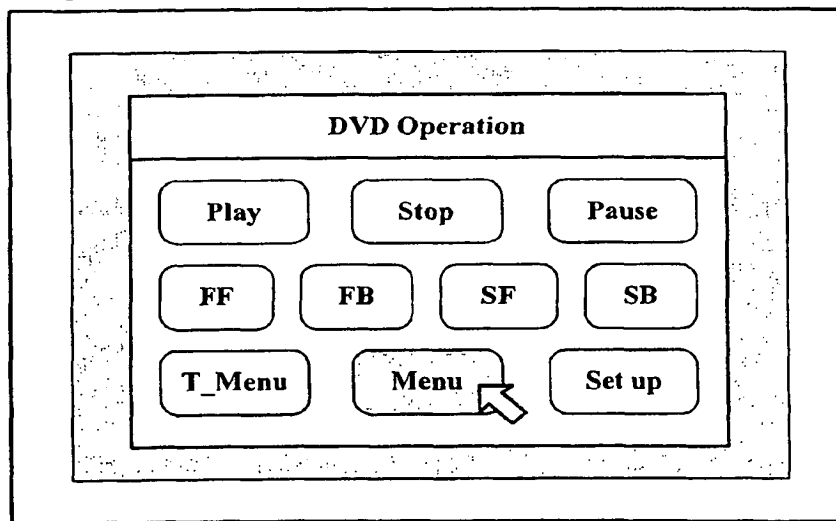 DVD Operation
Play Stop Pause
FF FB SF SB
T_Menu Menu Set up